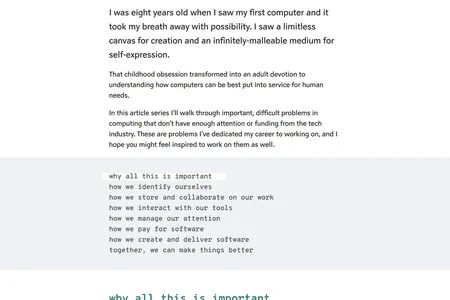 I was eight years old when I saw my first computer and it
took my breath away with possibility. I saw a limitless
canvas for creation and an infinitely-malleable medium for
self-expression.
That childhood obsession transformed into an adult devotion to
understanding how computers can be best put into service for human
needs.
In this article series I'll walk through important, difficult problems in
computing that don't have enough attention or funding from the tech
industry. These are problems I've dedicated my career to working on, and I
hope you might feel inspired to work on them as well.
why all this is important
how we identify ourselves
how we store and collaborate on our work
how we interact with our tools
how we manage our attention
how we pay for software
how we create and deliver software
together, we can make things better
why all this is important